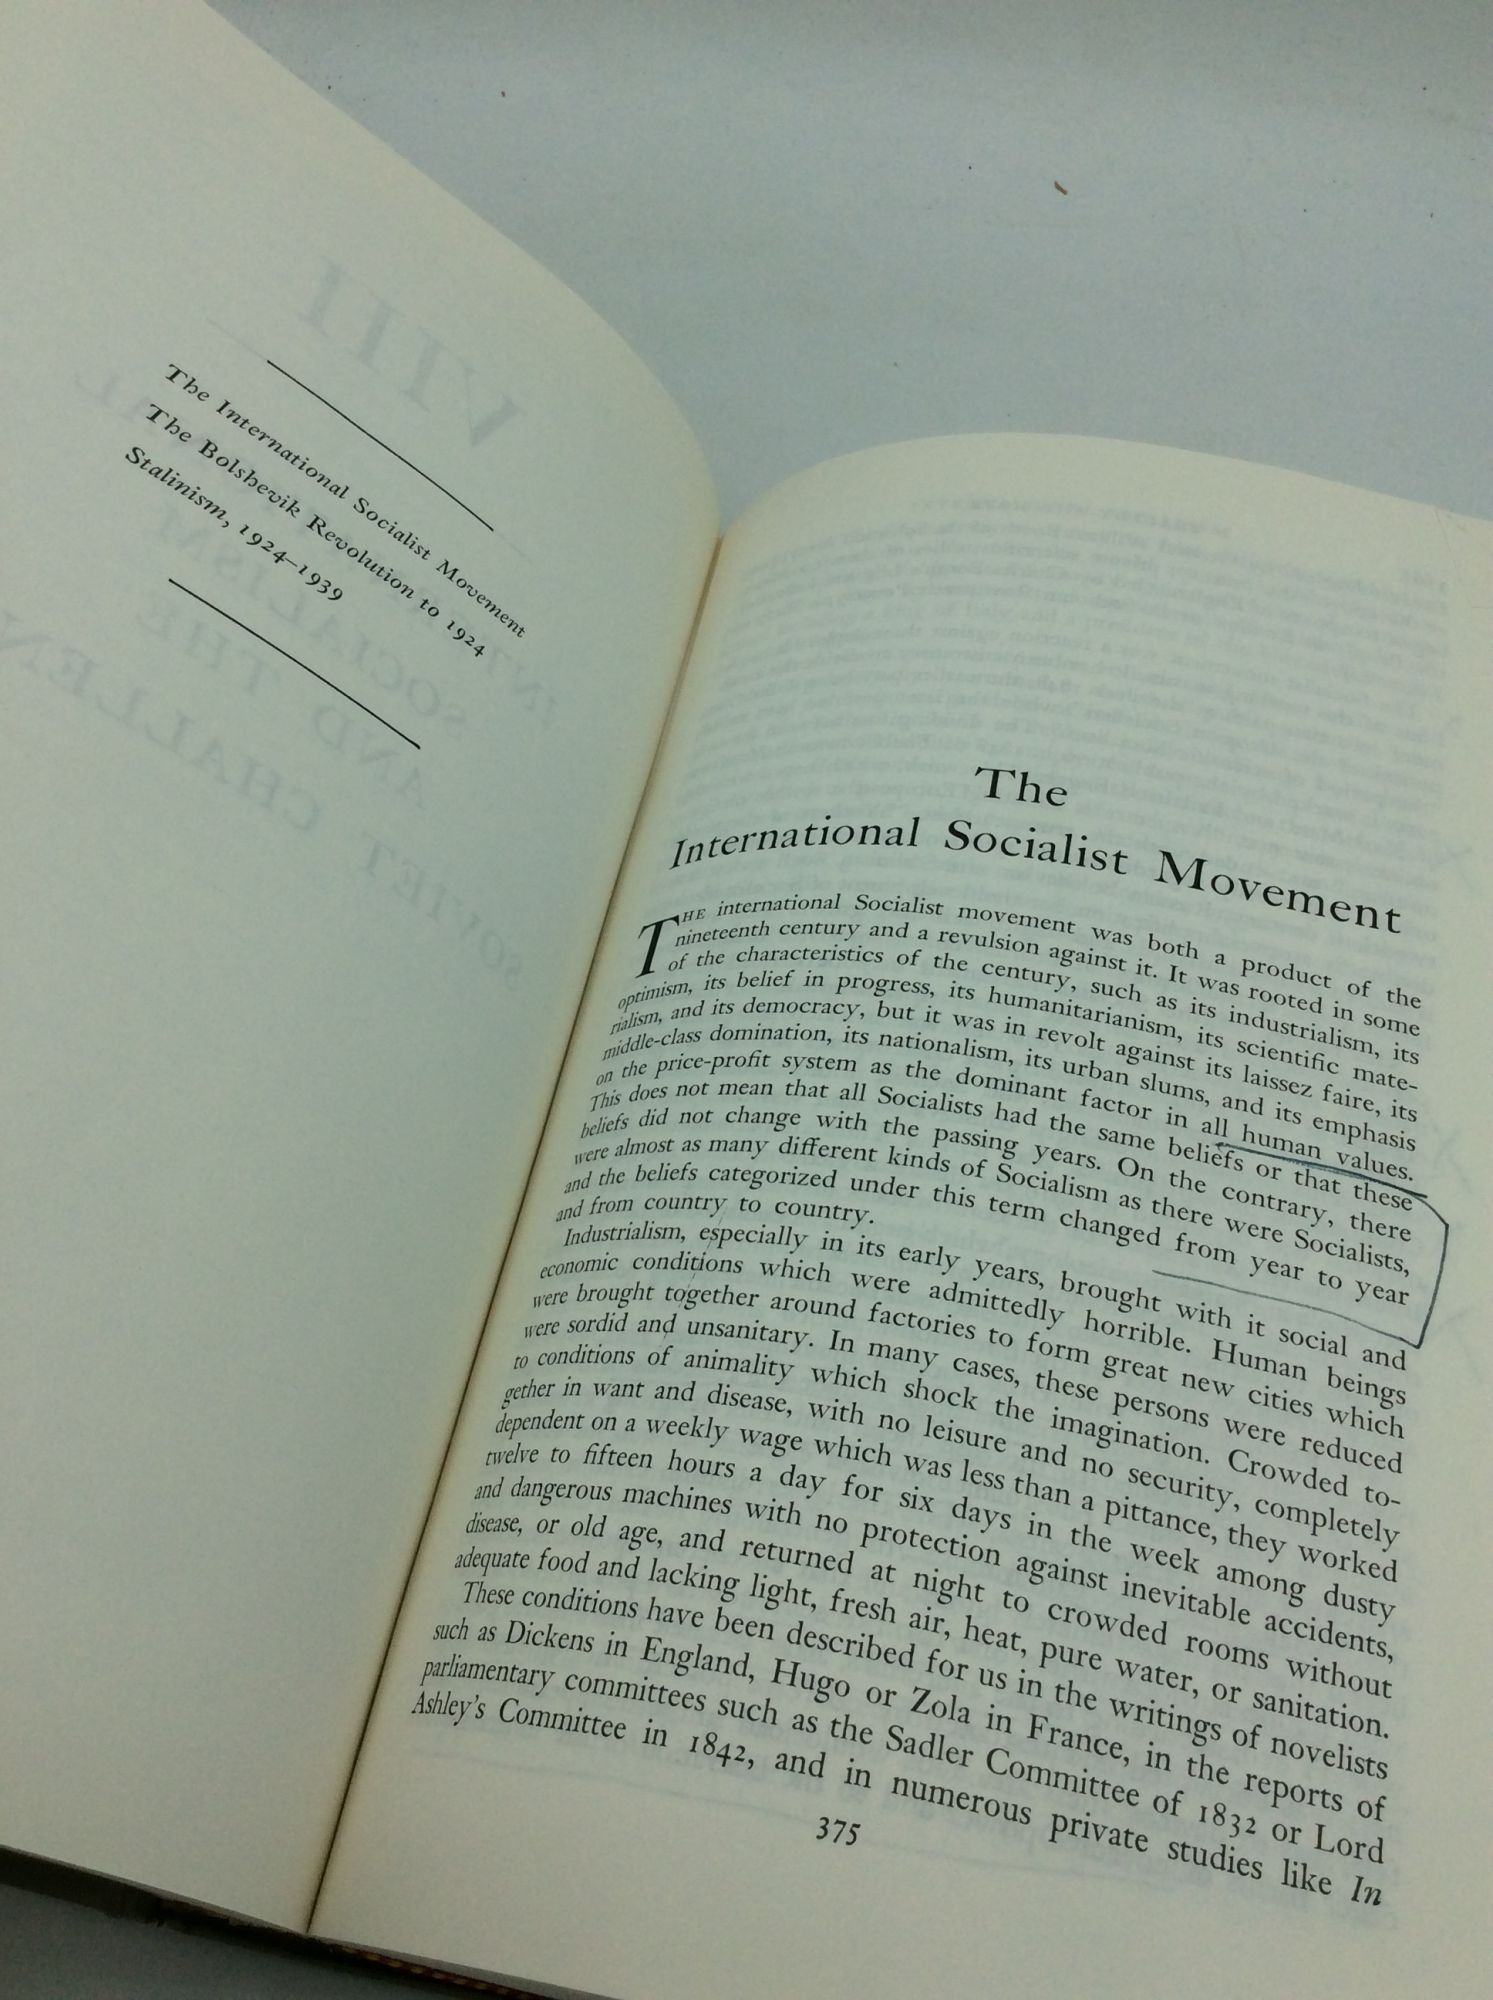 The International Socialist Movement
The Bolshevik Revolution to 1924
Stalinism, 1924–1939
The
International Socialist Movement
THE international Socialist movement was both a product of the
nineteenth century and a revulsion against it. It was rooted in some
of the characteristics of the century, such as its industrialism, its
optimism, its belief in progress, its humanitarianism, its scientific mate-
rialism, and its democracy, but it was in revolt against its laissez faire, its
middle-class domination, its nationalism, its urban slums, and its emphasis
on the price-profit system as the dominant factor in all human values.
This does not mean that all Socialists had the same beliefs or that these
beliefs did not change with the passing years. On the contrary, there
were almost as many different kinds of Socialism as there were Socialists,
and the beliefs categorized under this term changed from year to year
and from country to country.
Industrialism, especially in its early years, brought with it social and
economic conditions which were admittedly horrible. Human beings
were brought together around factories to form great new cities which
were sordid and unsanitary. In many cases, these persons were reduced
to conditions of animality which shock the imagination. Crowded to-
gether in want and disease, with no leisure and no security, completely
dependent on a weekly wage which was less than a pittance, they worked
twelve to fifteen hours a day for six days in the week among dusty
and dangerous machines with no protection against inevitable accidents,
disease, or old age, and returned at night to crowded rooms without
adequate food and lacking light, fresh air, heat, pure water, or sanitation.
These conditions have been described for us in the writings of novelists
such as Dickens in England, Hugo or Zola in France, in the reports of
parliamentary committees such as the Sadler Committee of 1832 or Lord
Ashley's Committee in 1842, and in numerous private studies like In
375